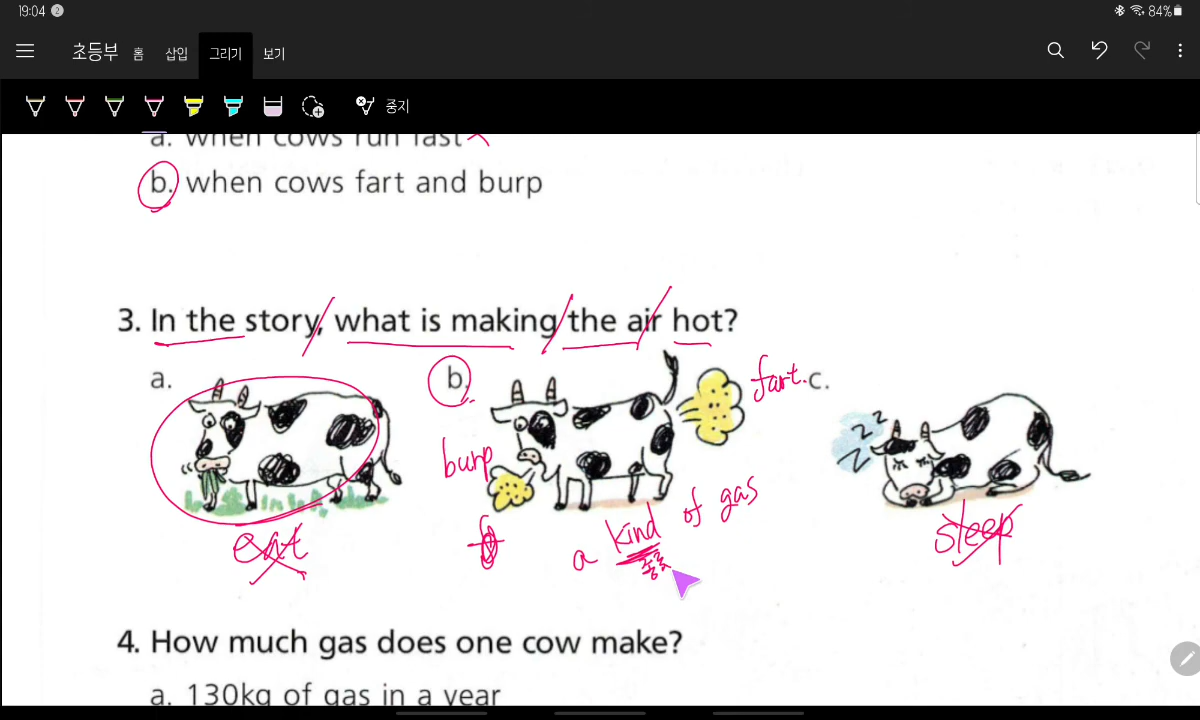 19:04 2 84%
초등부 홈 삽입 그리기 보기
중지
a. when cows run fast
b. when cows fart and burp
3. In the story, what is making the air hot?
a. b. fart. c.
z z z
burp
a kind of gas
eat sleep
4. How much gas does one cow make?
a. 130kg of gas in a year